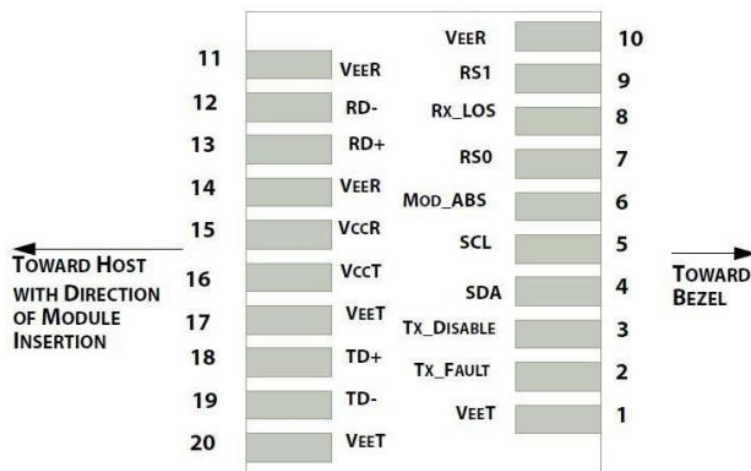 11 VEER
12 RD-
13 RD+
14 VEER
15 VCCR
16 VCCT
17 VEET
18 TD+
19 TD-
20 VEET
VEER 10
RS1 9
RX_LOS 8
RS0 7
MOD_ABS 6
SCL 5
SDA 4
TX_DISABLE 3
TX_FAULT 2
VEET 1
TOWARD HOST
WITH DIRECTION
OF MODULE
INSERTION
TOWARD
BEZEL